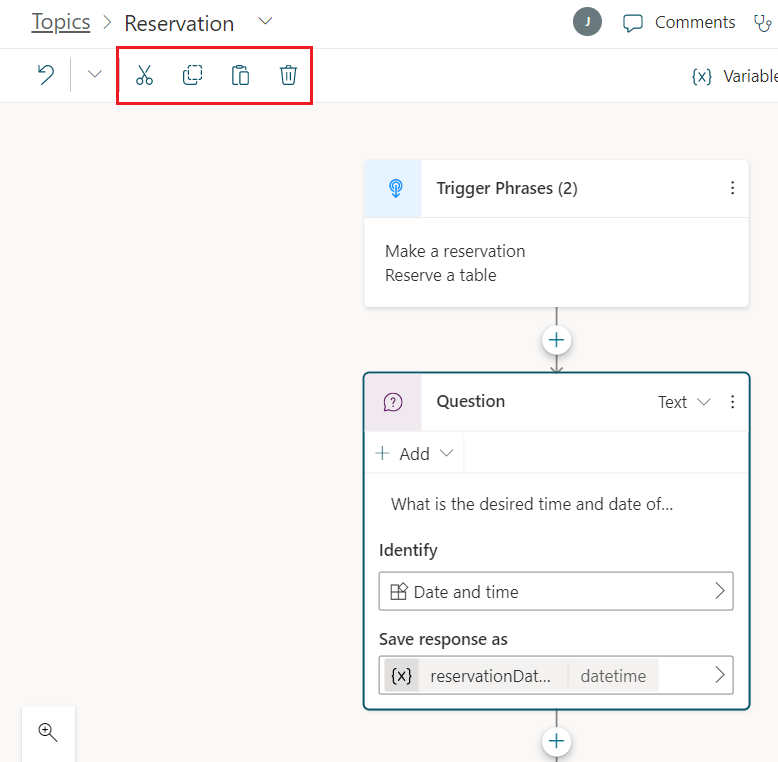 Topics > Reservation
J
Comments
{x} Variable
Trigger Phrases (2)
Make a reservation
Reserve a table
Question
Text
Add
What is the desired time and date of...
Identify
Date and time
Save response as
{x} reservationDat... datetime